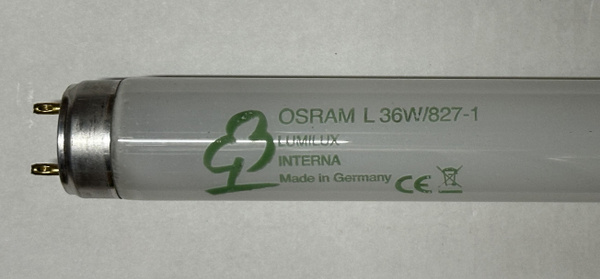 OSRAM L 36W/827-1
LUMILUX
INTERNA
Made in Germany CE